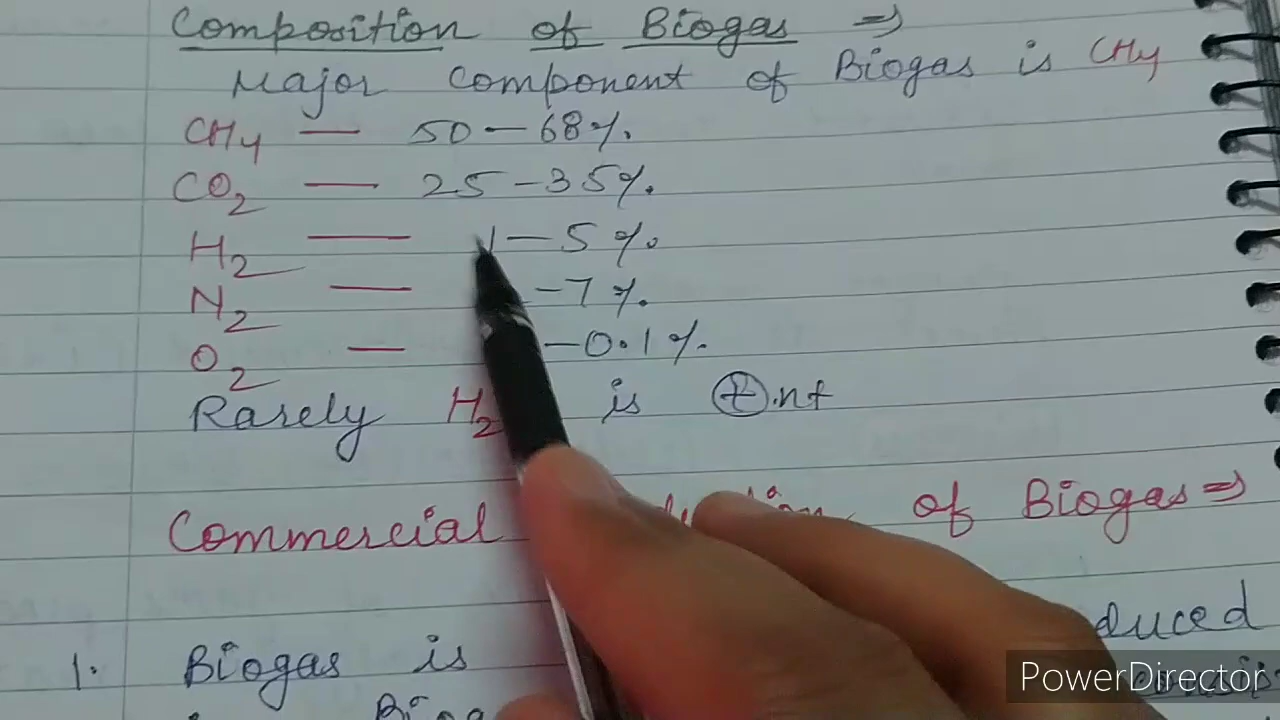 Composition of Biogas ⇒
Major component of Biogas is CH4
CH4 — 50 – 68%.
CO2 — 25 – 35%.
H2 — 1 – 5 %.
N2 — – 7 %.
O2 — – 0.1 %.
Rarely H2 is ⊕nt
Commercial of Biogas ⇒
duced
1. Biogas is
PowerDirector